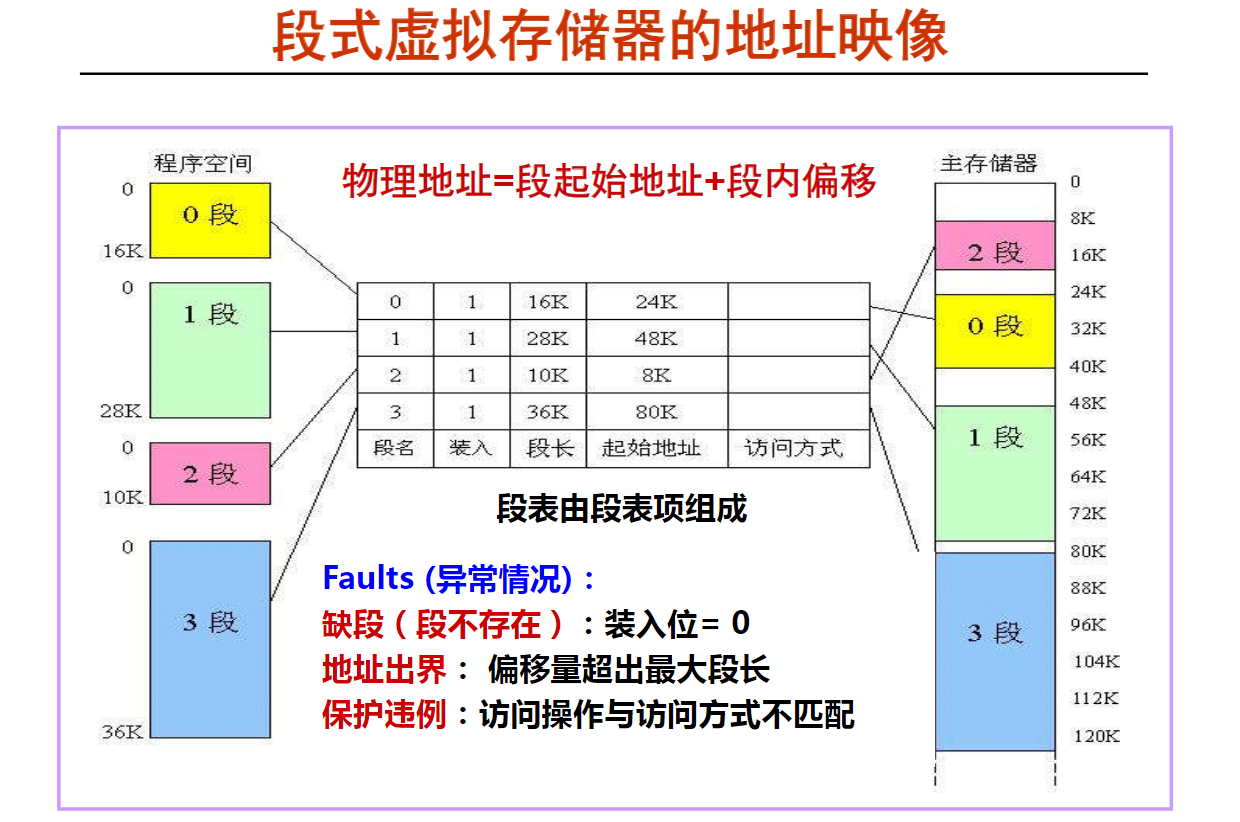 段式虚拟存储器的地址映像
物理地址=段起始地址+段内偏移
程序空间
0
0 段
16K
0
1 段
28K
0
2 段
10K
0
3 段
36K
0 1 16K 24K
1 1 28K 48K
2 1 10K 8K
3 1 36K 80K
段名 装入 段长 起始地址 访问方式
段表由段表项组成
Faults (异常情况)：
缺段（段不存在）：装入位= 0
地址出界： 偏移量超出最大段长
保护违例：访问操作与访问方式不匹配
主存储器
0
8K
2 段
16K
24K
0 段
32K
40K
48K
1 段
56K
64K
72K
80K
88K
3 段
96K
104K
112K
120K